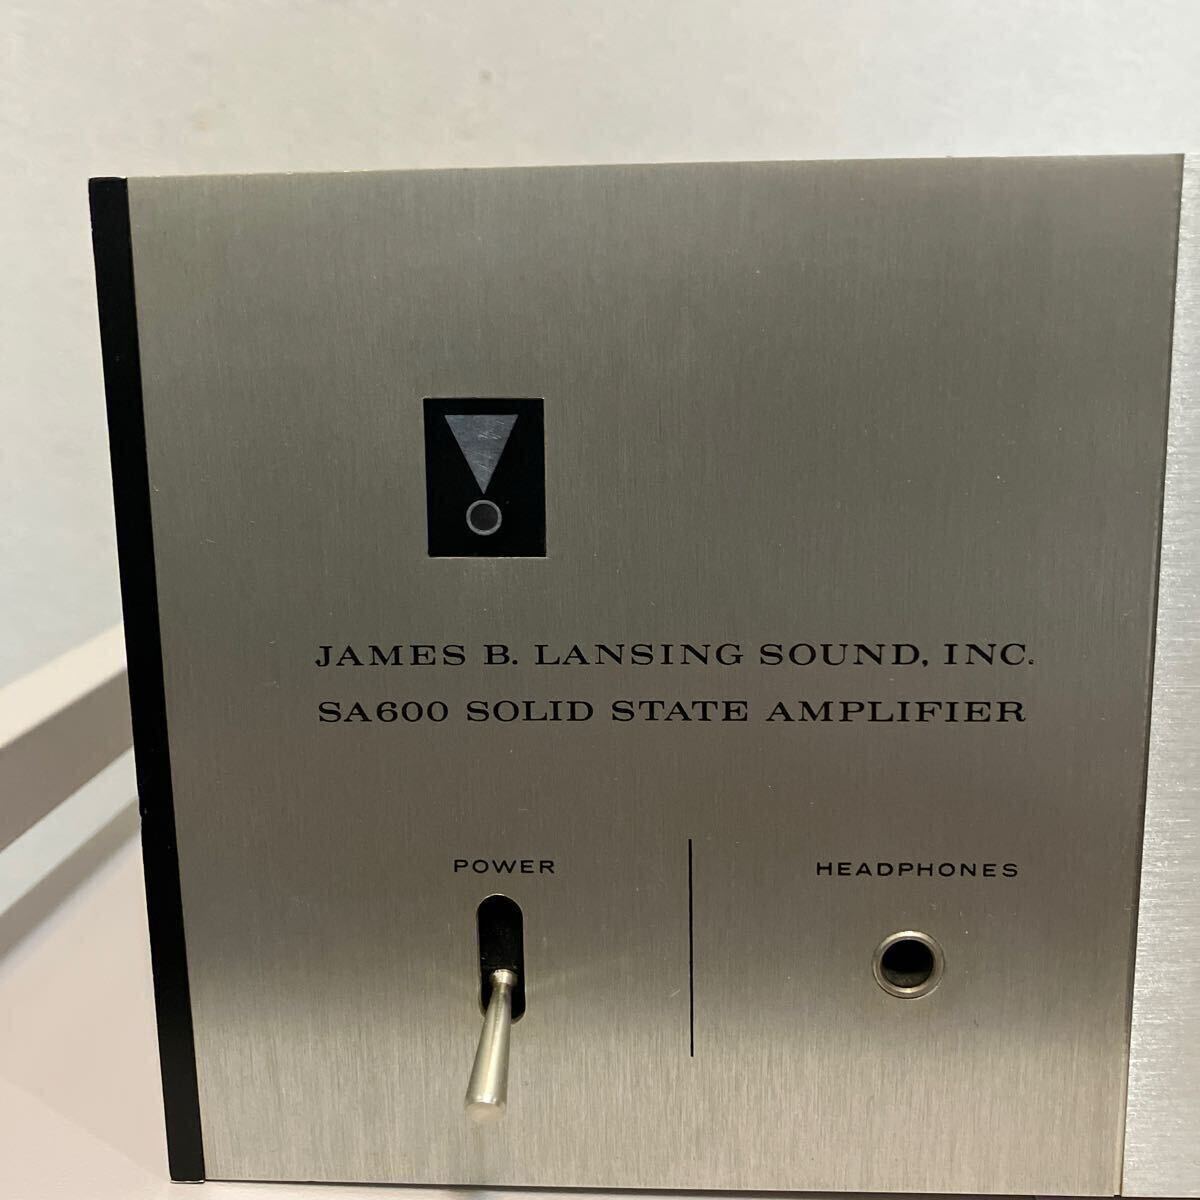 JAMES B. LANSING SOUND, INC.
SA600 SOLID STATE AMPLIFIER
POWER
HEADPHONES